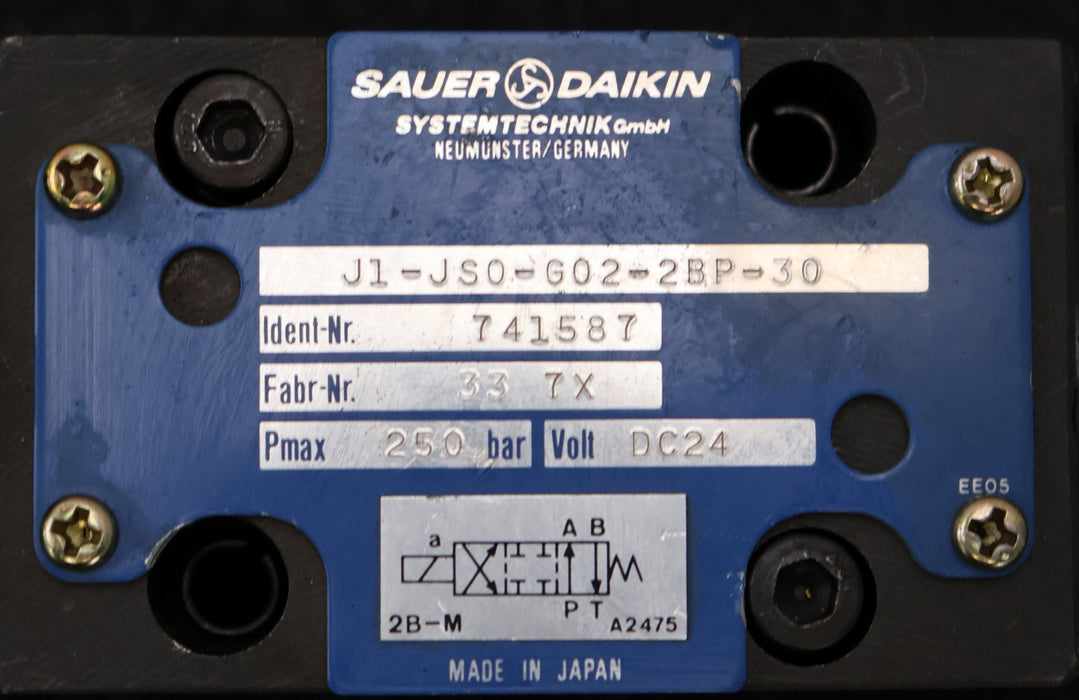 SAUER DAIKIN
SYSTEMTECHNIK GmbH
NEUMÜNSTER/GERMANY
J1-JSO-G02-2BP-30
Ident-Nr. 741587
Fabr-Nr. 33 7X
Pmax 250 bar Volt DC24
EE05
A B
a
P T
2B-M A2475
MADE IN JAPAN